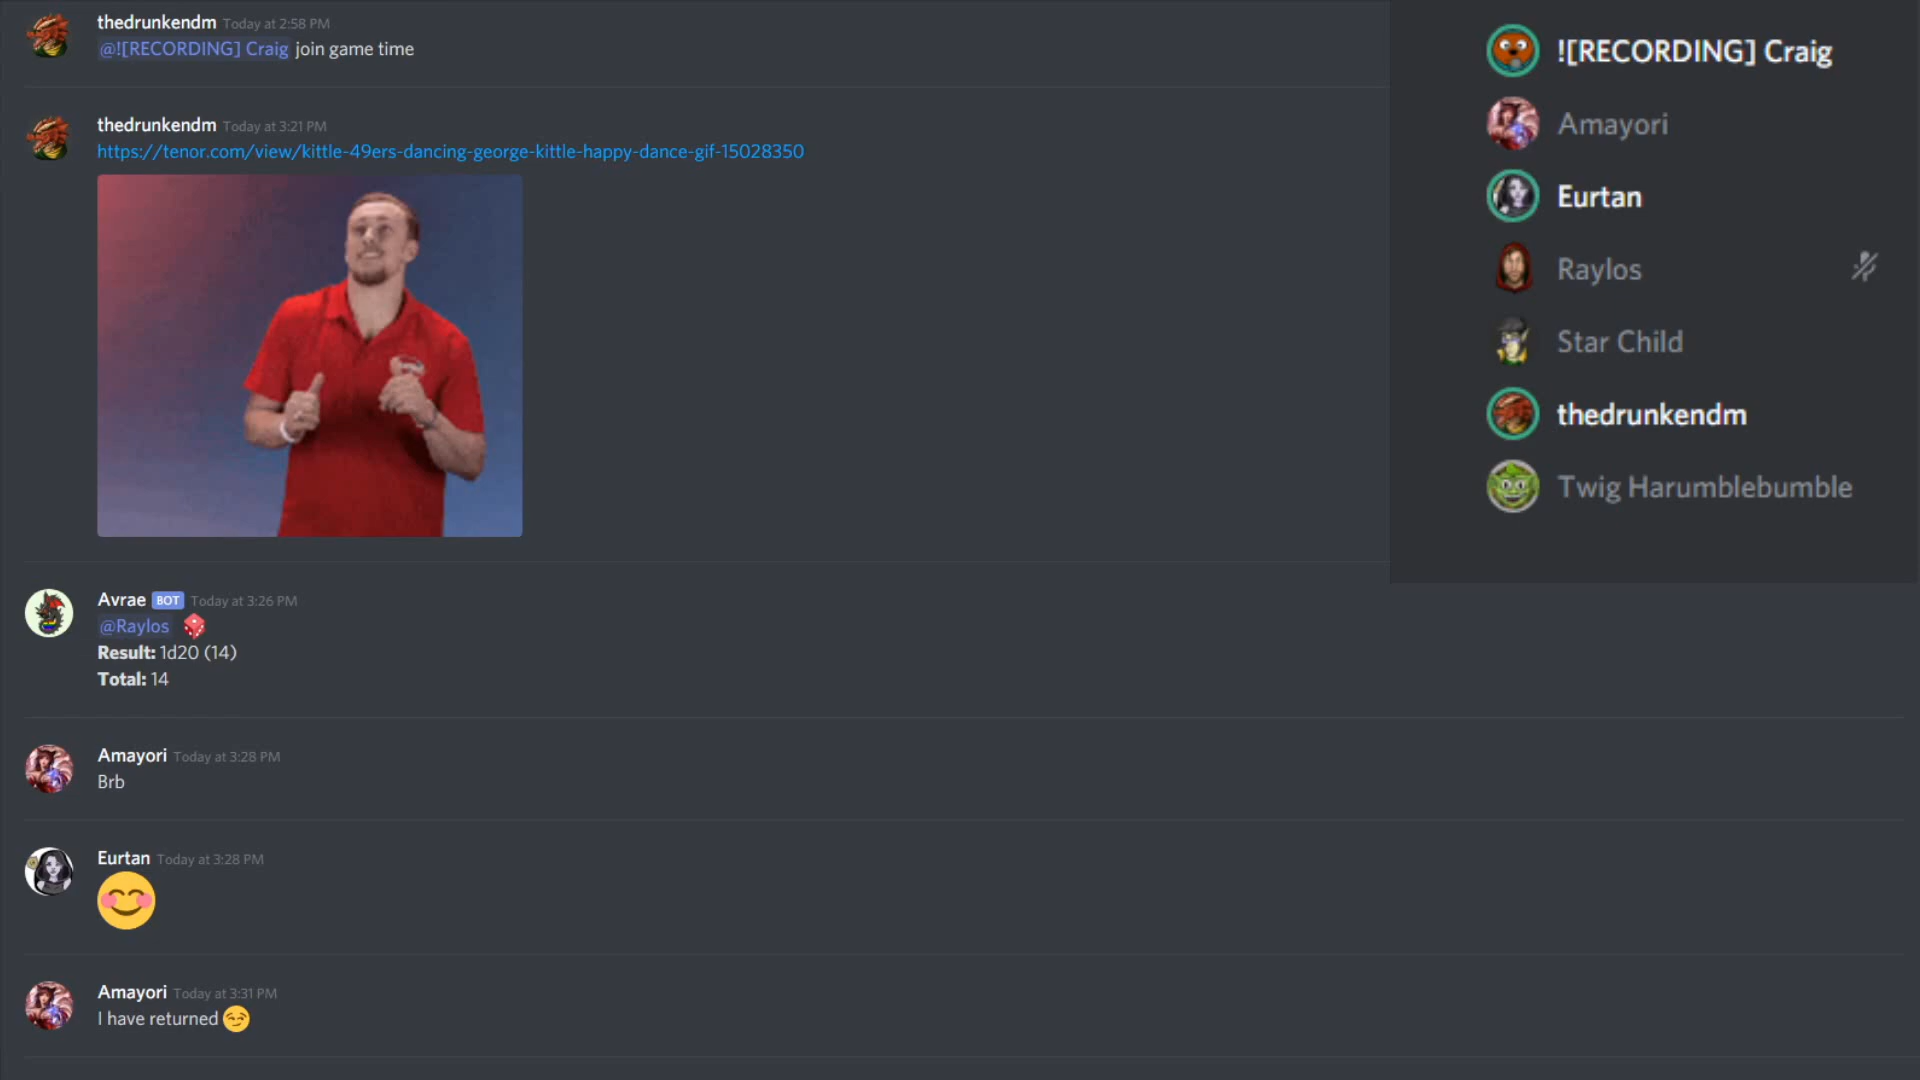 thedrunkendm Today at 2:58 PM
@![RECORDING] Craig join game time
thedrunkendm Today at 3:21 PM
https://tenor.com/view/kittle-49ers-dancing-george-kittle-happy-dance-gif-15028350
Avrae BOT Today at 3:26 PM
@Raylos
Result: 1d20 (14)
Total: 14
Amayori Today at 3:28 PM
Brb
Eurtan Today at 3:28 PM
Amayori Today at 3:31 PM
I have returned
![RECORDING] Craig
Amayori
Eurtan
Raylos
Star Child
thedrunkendm
Twig Harumblebumble